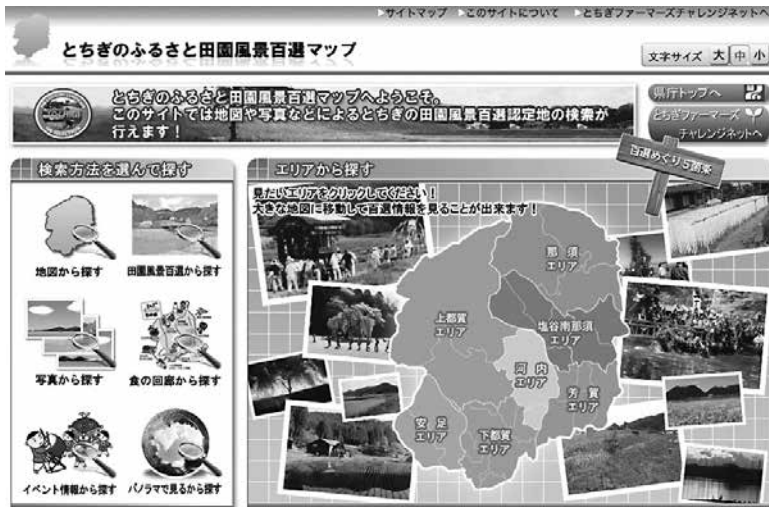 サイトマップ このサイトについて とちぎファーマーズチャレンジネットへ
とちぎのふるさと田園風景百選マップ
文字サイズ 大 中 小
とちぎのふるさと田園風景百選マップへようこそ。
このサイトでは地図や写真などによるとちぎの田園風景百選認定地の検索が
行えます!
県庁トップへ
とちぎファーマーズ
チャレンジネットへ
百選めぐり5箇条
検索方法を選んで探す
地図から探す
田園風景百選から探す
写真から探す
食の回廊から探す
イベント情報から探す
パノラマで見るから探す
エリアから探す
見たいエリアをクリックしてください!
大きな地図に移動して百選情報を見ることが出来ます!
那須
エリア
上都賀
エリア
塩谷南那須
エリア
河内
エリア
芳賀
エリア
安足
エリア
下都賀
エリア